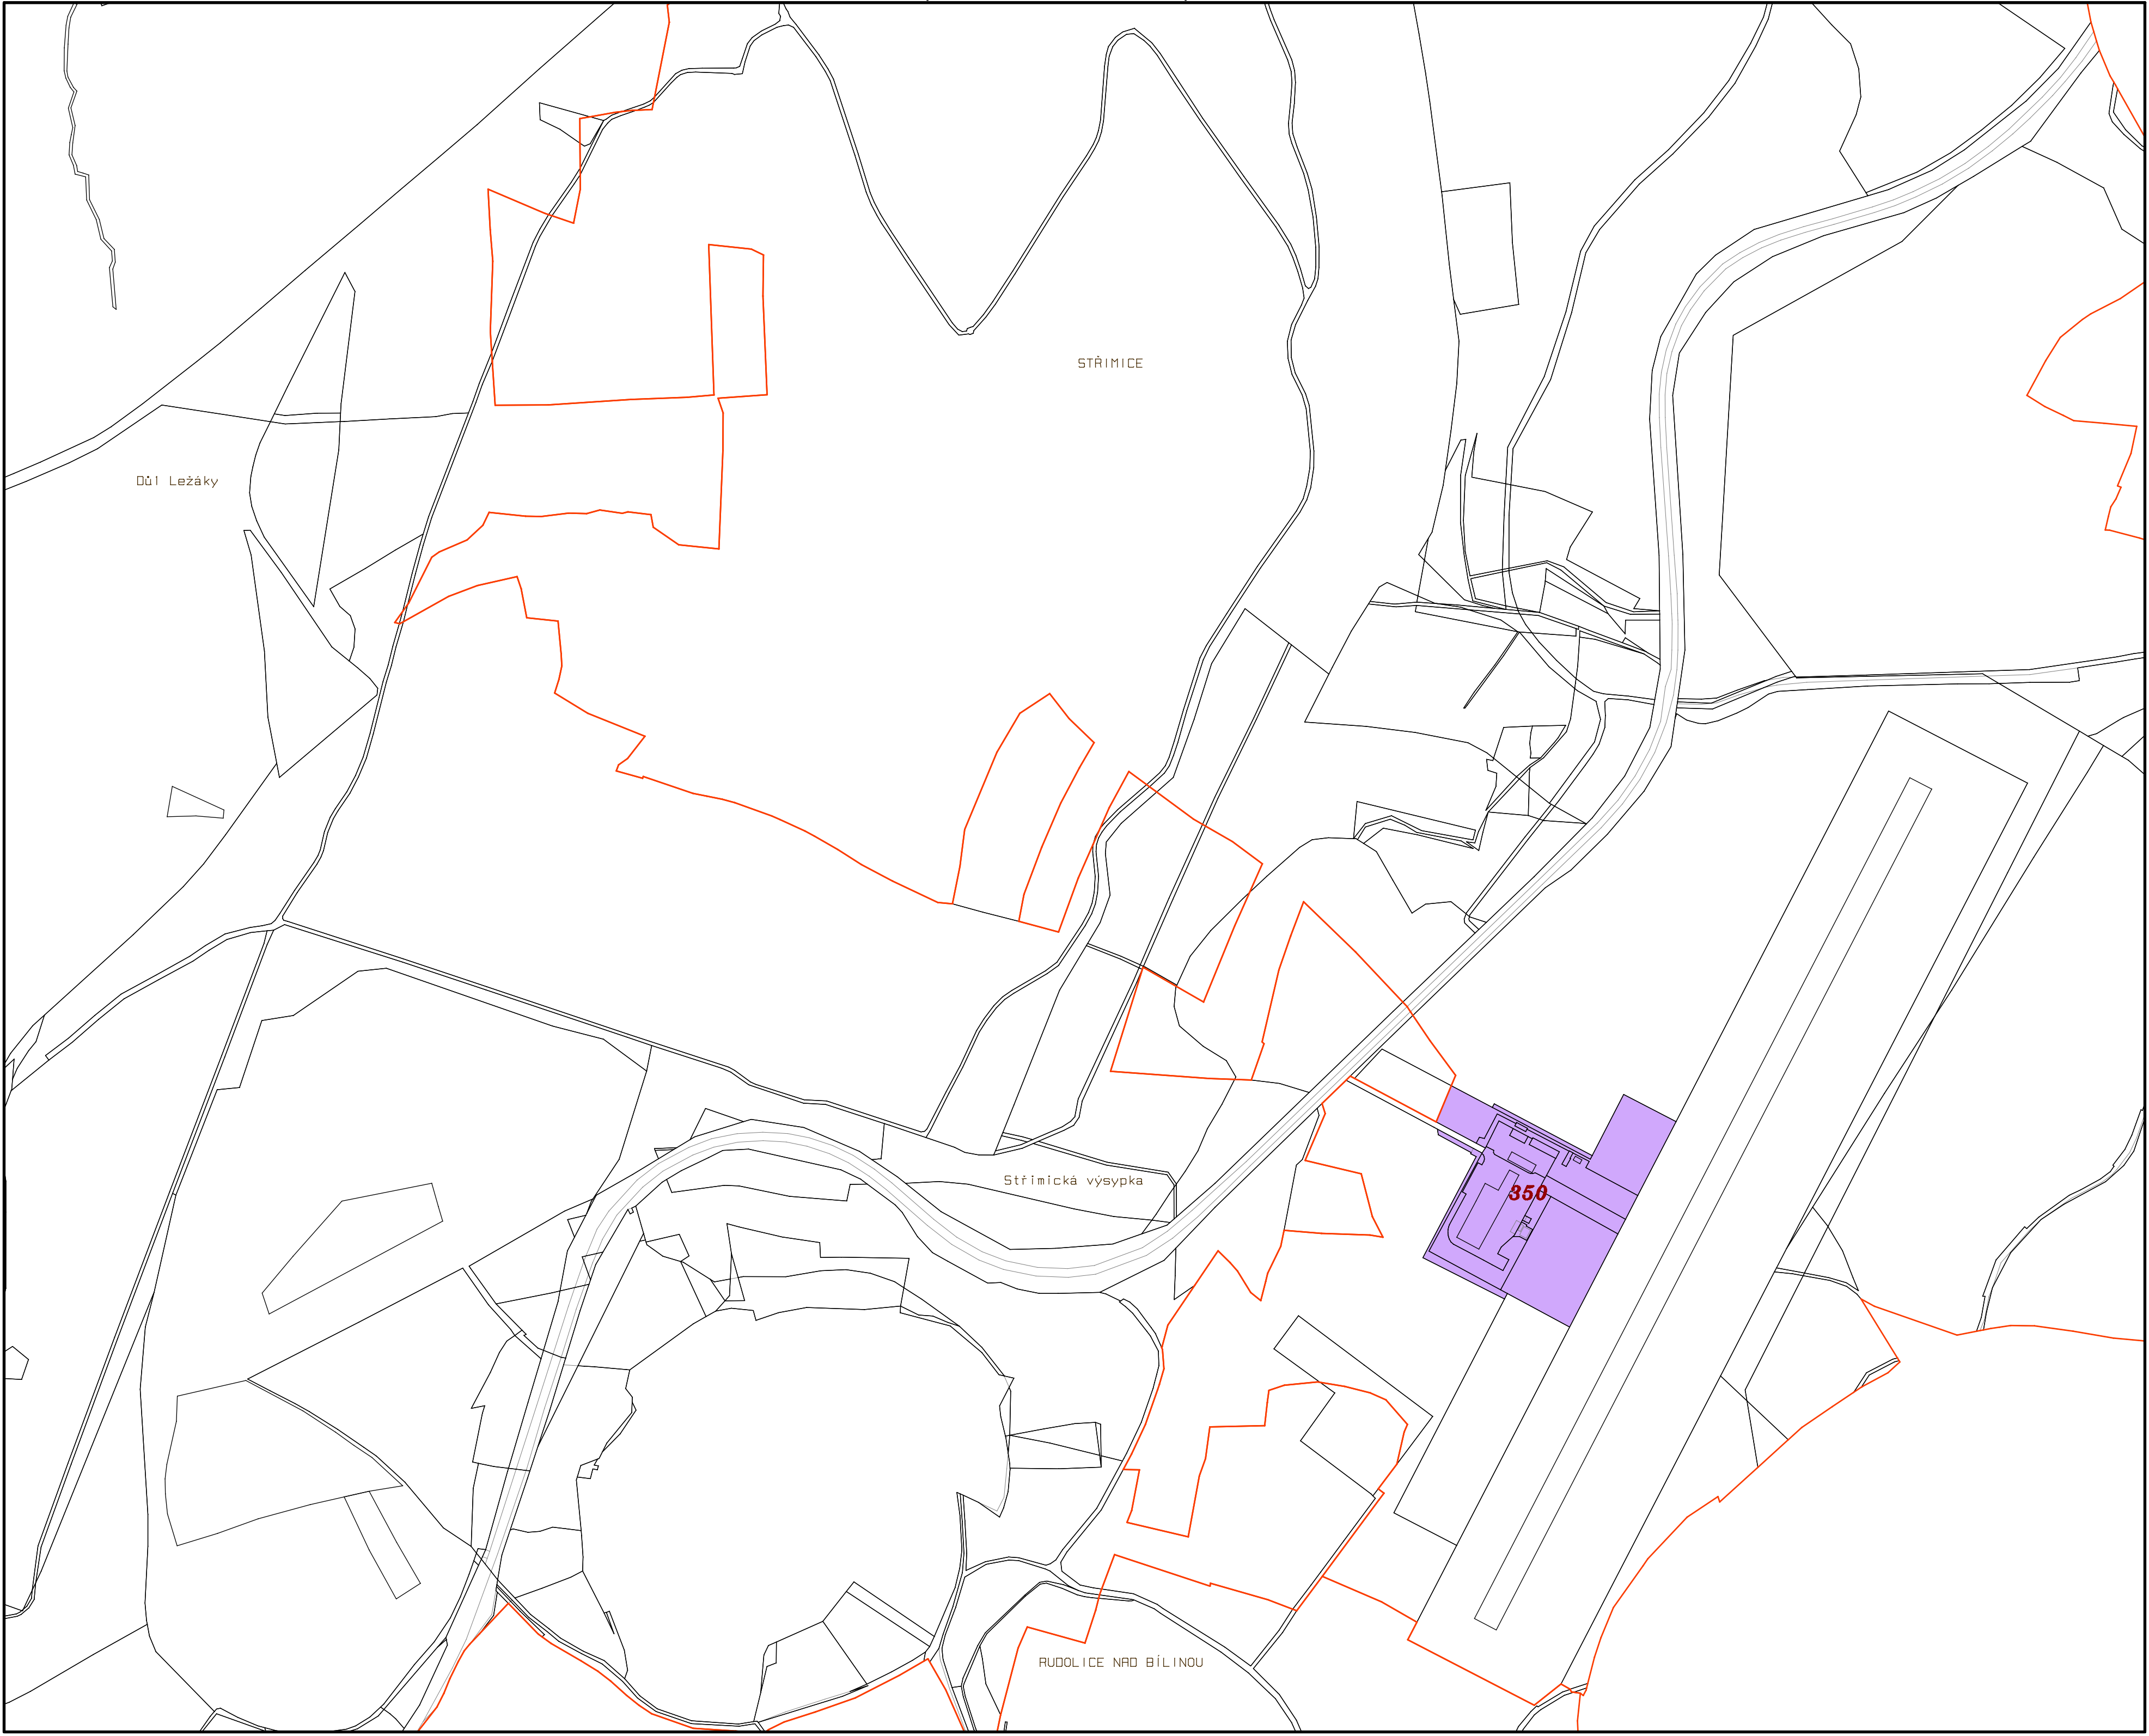 STŘIMICE
Důl Ležáky
Střimická výsypka
350
RUDOLICE NAD BÍLINOU